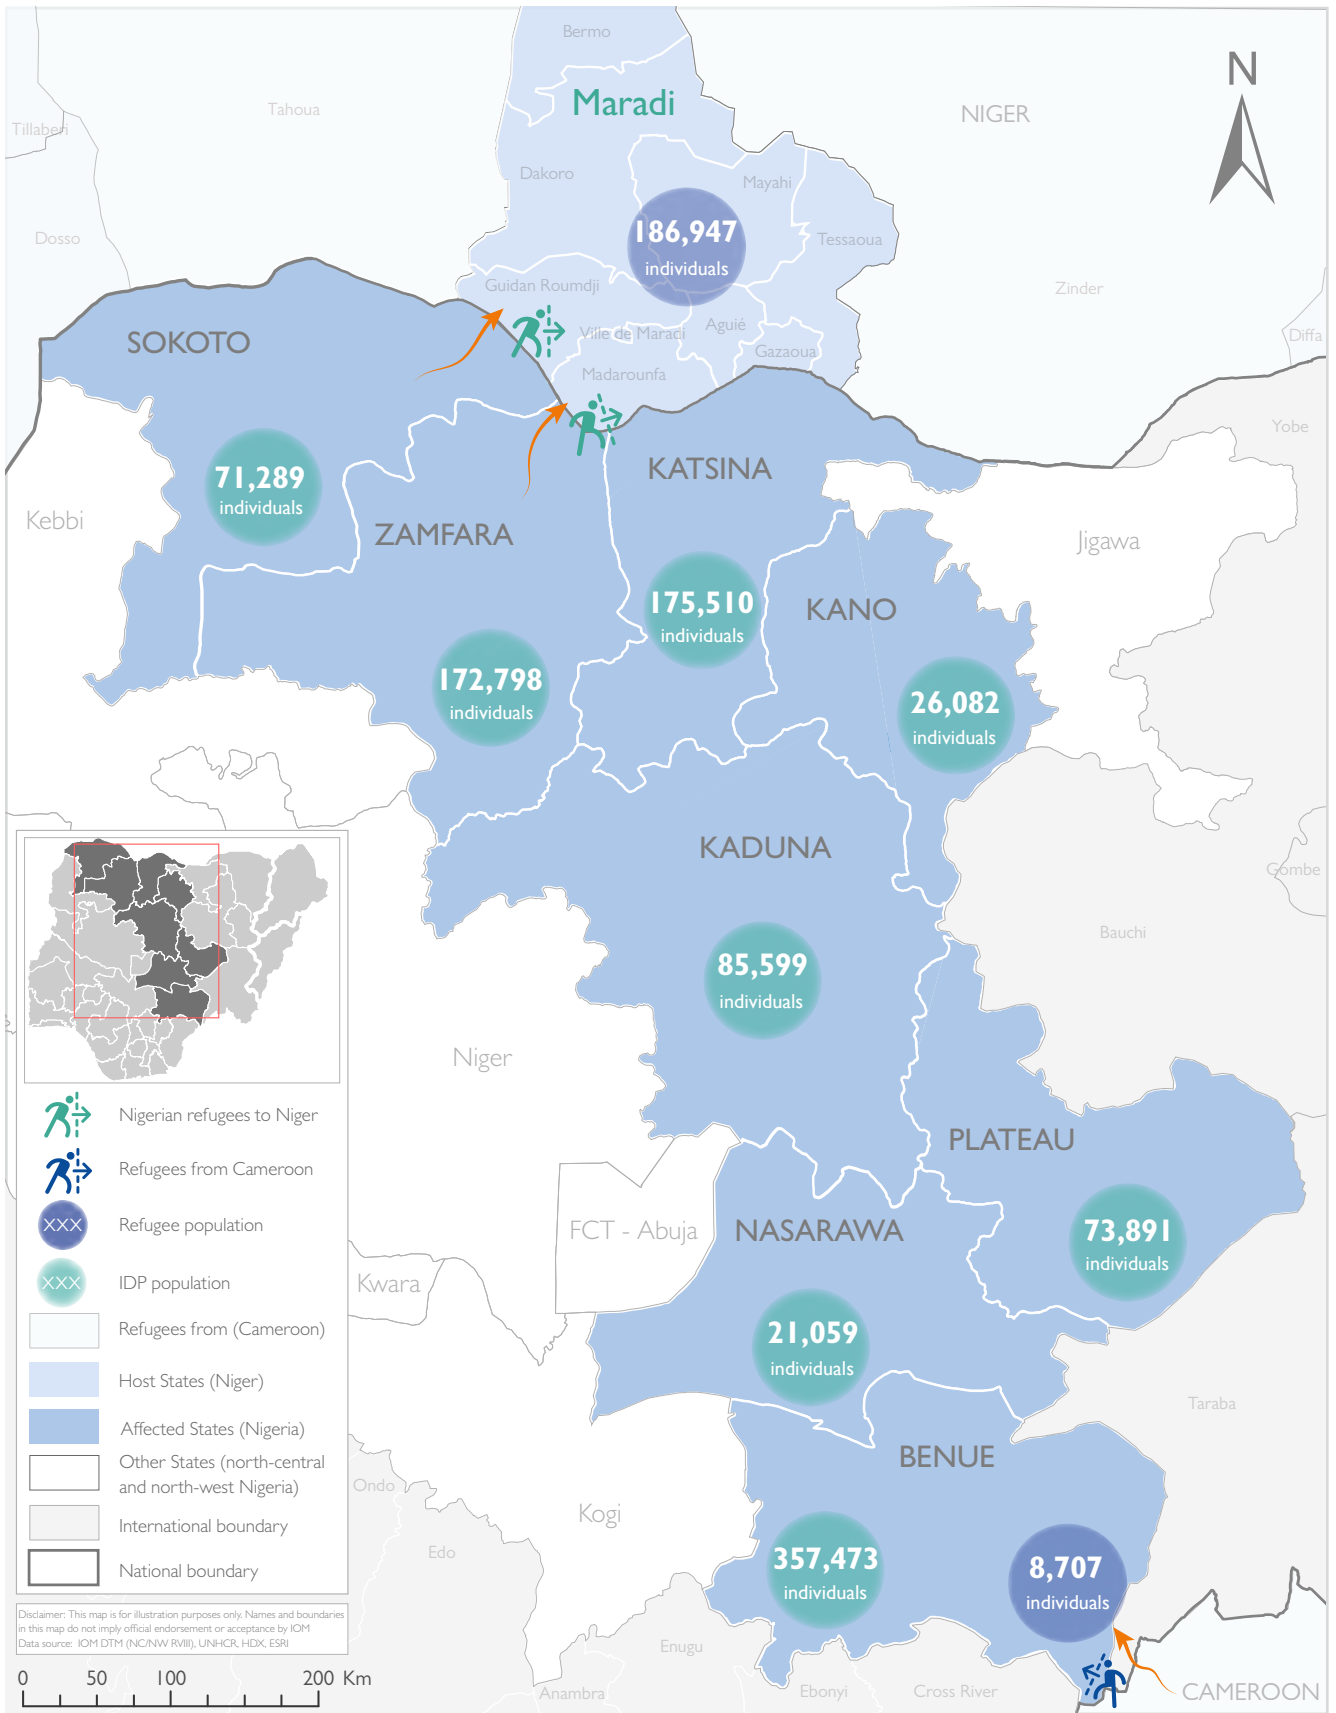 Bermo
N
Maradi
NIGER
Tahoua
Tillaberi
Dakoro
Mayahi
186,947
individuals
Dosso
Tessaoua
Guidan Roumdji
Zinder
SOKOTO
Ville de Maradi
Aguié
Diffa
Gazaoua
Madarounfa
Yobe
71,289
individuals
KATSINA
Kebbi
ZAMFARA
Jigawa
175,510
individuals
KANO
172,798
individuals
26,082
individuals
KADUNA
Gombe
Bauchi
85,599
individuals
Niger
PLATEAU
FCT - Abuja
NASARAWA
73,891
individuals
Kwara
21,059
individuals
Taraba
BENUE
Ondo
Kogi
Edo
357,473
individuals
8,707
individuals
Enugu
Anambra
Ebonyi
Cross River
CAMEROON
Nigerian refugees to Niger
Refugees from Cameroon
XXX Refugee population
XXX IDP population
Refugees from (Cameroon)
Host States (Niger)
Affected States (Nigeria)
Other States (north-central
and north-west Nigeria)
International boundary
National boundary
Disclaimer: This map is for illustration purposes only. Names and boundaries
in this map do not imply official endorsement or acceptance by IOM
Data source: IOM DTM (NC/NW RVIII), UNHCR, HDX, ESRI
0 50 100 200 Km